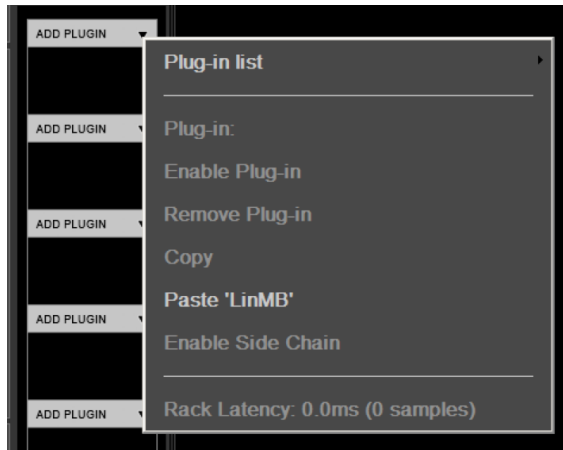 ADD PLUGIN
Plug-in list
ADD PLUGIN
Plug-in:
Enable Plug-in
Remove Plug-in
ADD PLUGIN
Copy
Paste 'LinMB'
ADD PLUGIN
Enable Side Chain
ADD PLUGIN
Rack Latency: 0.0ms (0 samples)